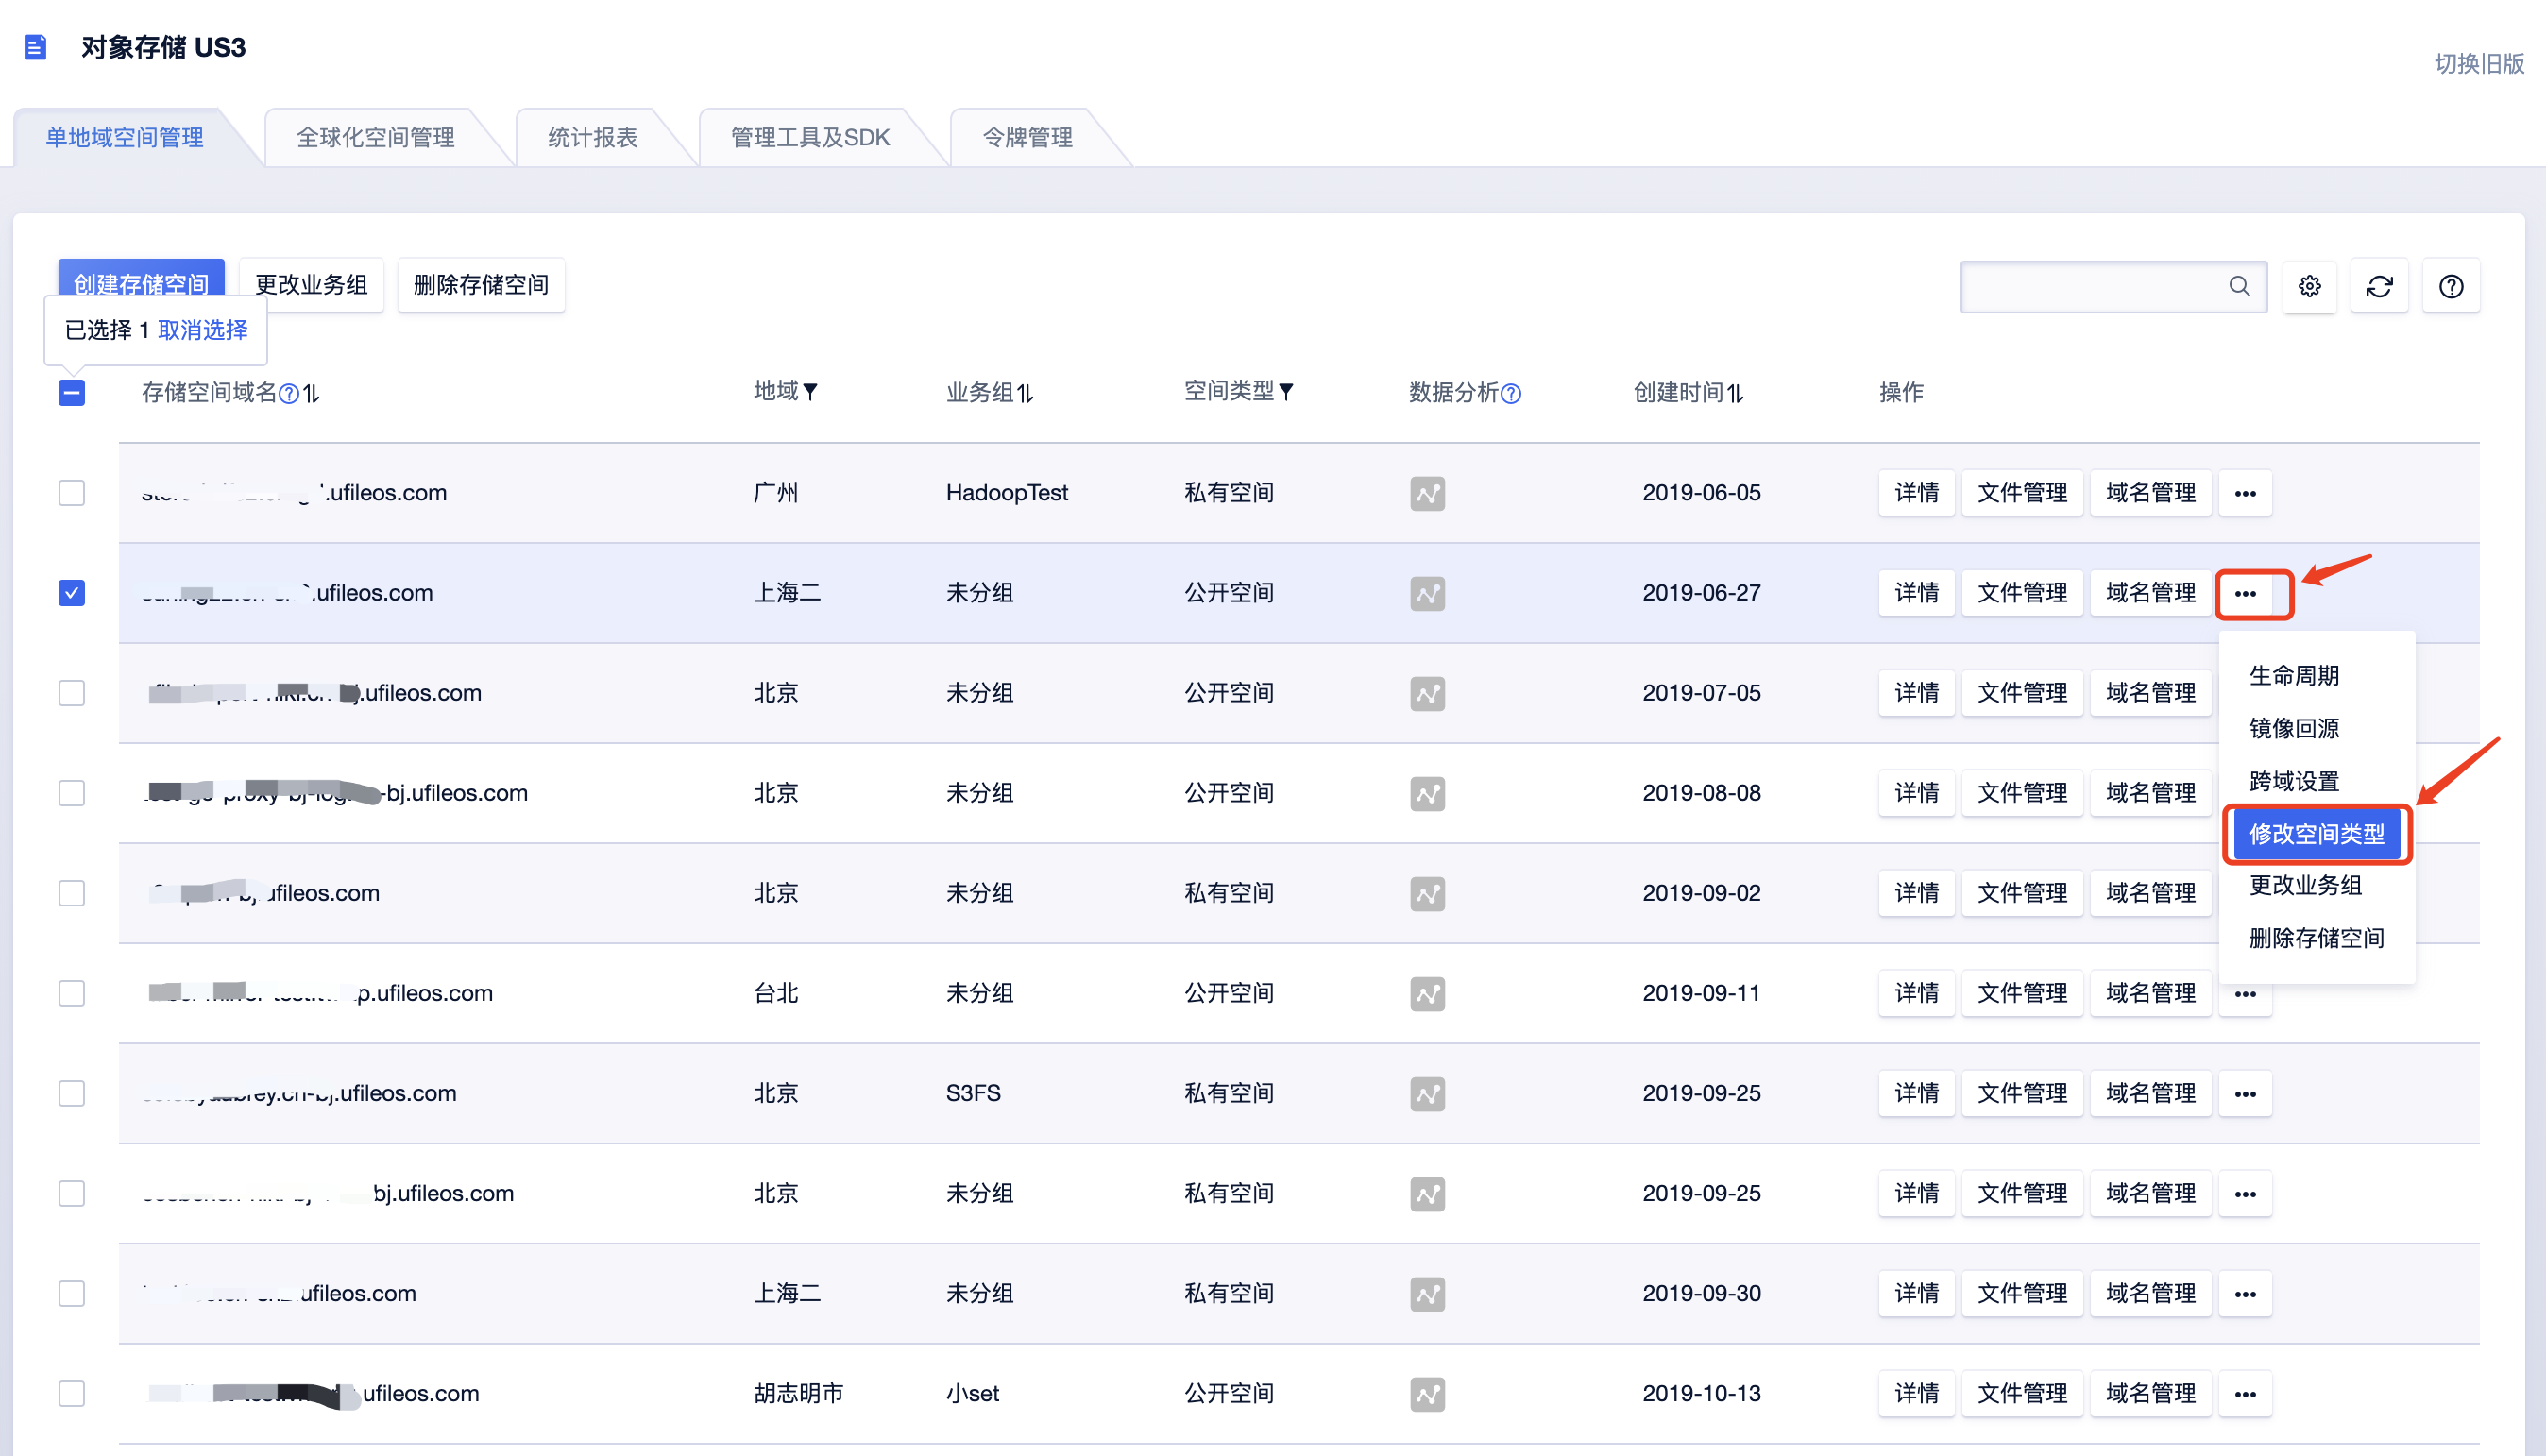 对象存储 US3
切换旧版
单地域空间管理 全球化空间管理 统计报表 管理工具及SDK 令牌管理
创建存储空间 更改业务组 删除存储空间
已选择 1 取消选择
存储空间域名 地域 业务组 空间类型 数据分析 创建时间 操作
.ufileos.com 广州 HadoopTest 私有空间 2019-06-05 详情 文件管理 域名管理
.ufileos.com 上海二 未分组 公开空间 2019-06-27 详情 文件管理 域名管理
.ufileos.com 北京 未分组 公开空间 2019-07-05 详情 文件管理 域名管理
-bj.ufileos.com 北京 未分组 公开空间 2019-08-08 详情 文件管理 域名管理
ufileos.com 北京 未分组 私有空间 2019-09-02 详情 文件管理 域名管理
p.ufileos.com 台北 未分组 公开空间 2019-09-11 详情 文件管理 域名管理
.ufileos.com 北京 S3FS 私有空间 2019-09-25 详情 文件管理 域名管理
bj.ufileos.com 北京 未分组 私有空间 2019-09-25 详情 文件管理 域名管理
ufileos.com 上海二 未分组 私有空间 2019-09-30 详情 文件管理 域名管理
.ufileos.com 胡志明市 小set 公开空间 2019-10-13 详情 文件管理 域名管理
生命周期
镜像回源
跨域设置
修改空间类型
更改业务组
删除存储空间